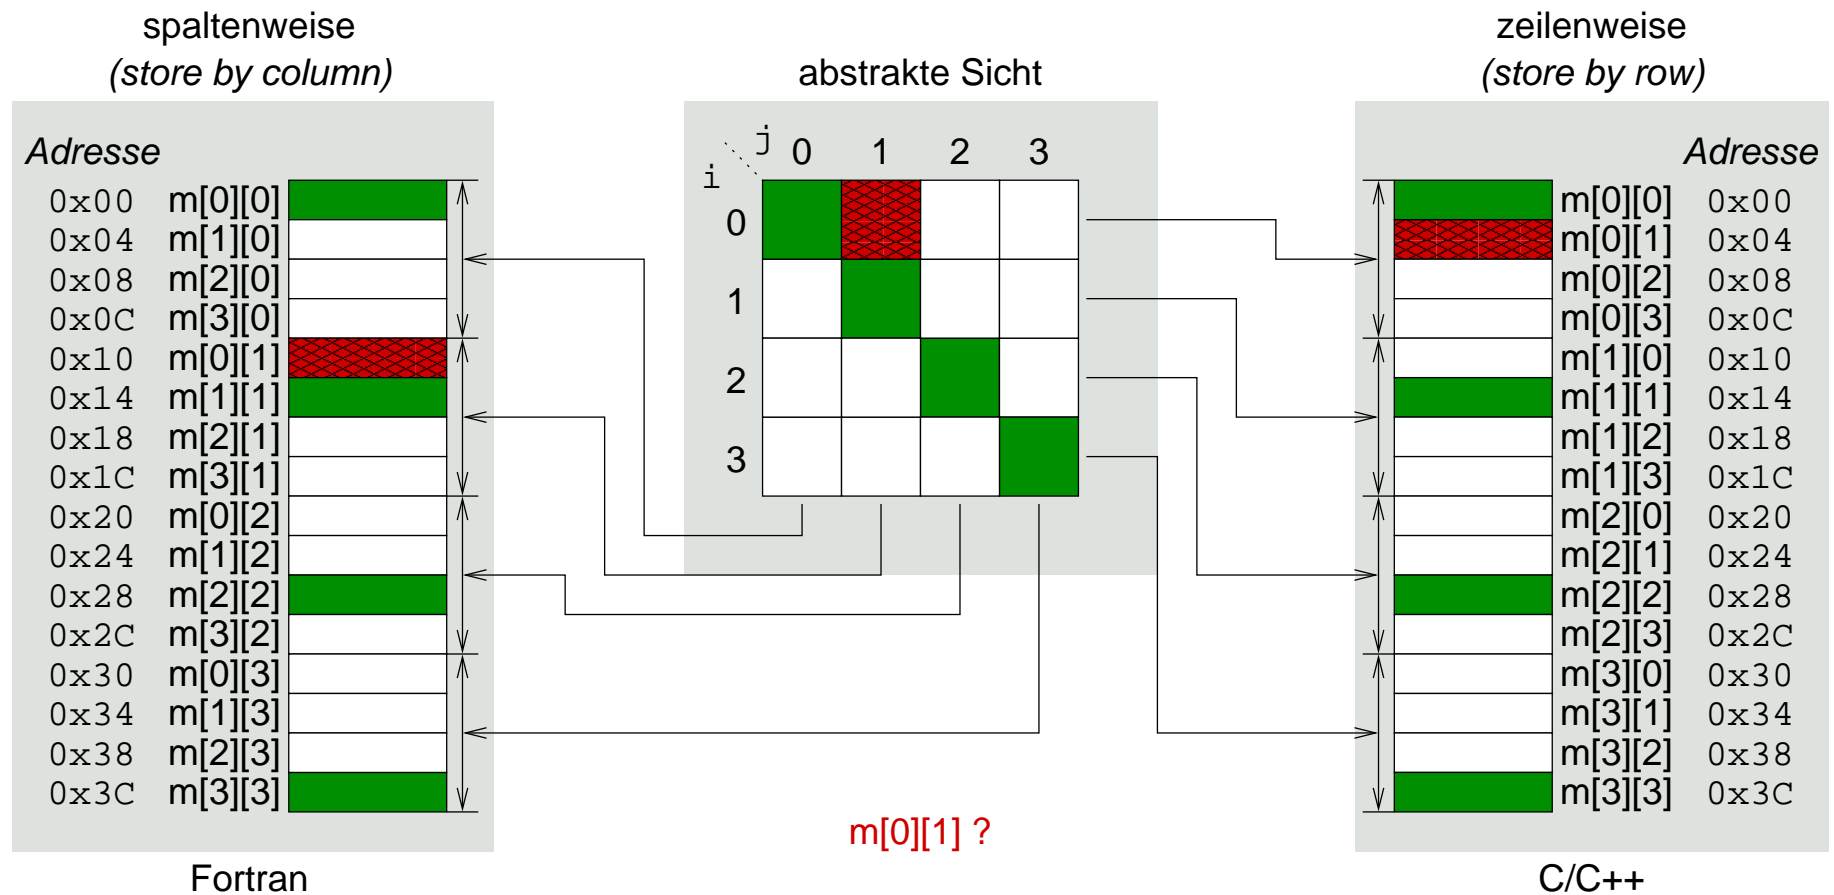 spaltenweise
(store by column)
Adresse
0x00 m[0][0]
0x04 m[1][0]
0x08 m[2][0]
0x0C m[3][0]
0x10 m[0][1]
0x14 m[1][1]
0x18 m[2][1]
0x1C m[3][1]
0x20 m[0][2]
0x24 m[1][2]
0x28 m[2][2]
0x2C m[3][2]
0x30 m[0][3]
0x34 m[1][3]
0x38 m[2][3]
0x3C m[3][3]
Fortran
abstrakte Sicht
j 0 1 2 3
i
0
1
2
3
m[0][1] ?
zeilenweise
(store by row)
Adresse
m[0][0] 0x00
m[0][1] 0x04
m[0][2] 0x08
m[0][3] 0x0C
m[1][0] 0x10
m[1][1] 0x14
m[1][2] 0x18
m[1][3] 0x1C
m[2][0] 0x20
m[2][1] 0x24
m[2][2] 0x28
m[2][3] 0x2C
m[3][0] 0x30
m[3][1] 0x34
m[3][2] 0x38
m[3][3] 0x3C
C/C++